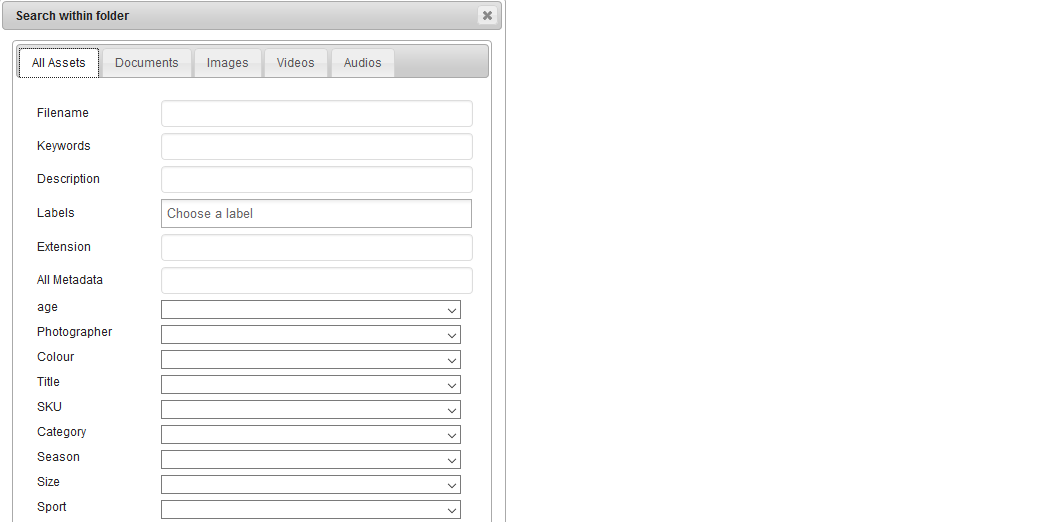 Search within folder
All Assets Documents Images Videos Audios
Filename
Keywords
Description
Labels Choose a label
Extension
All Metadata
age
Photographer
Colour
Title
SKU
Category
Season
Size
Sport